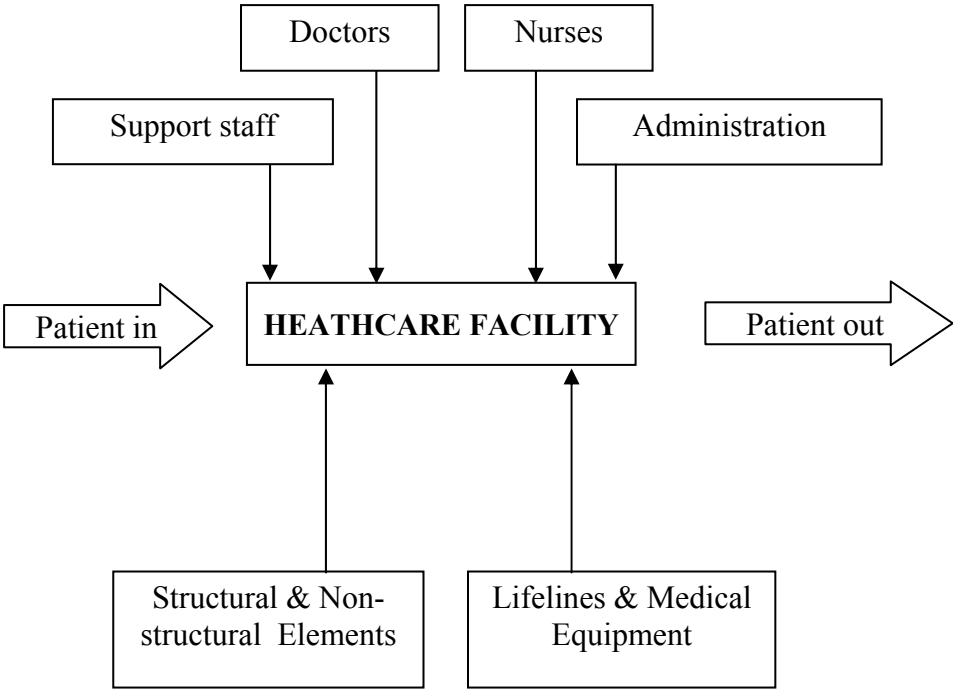 Doctors
Nurses
Support staff
Administration
Patient in
HEATHCARE FACILITY
Patient out
Structural & Non-
structural Elements
Lifelines & Medical
Equipment